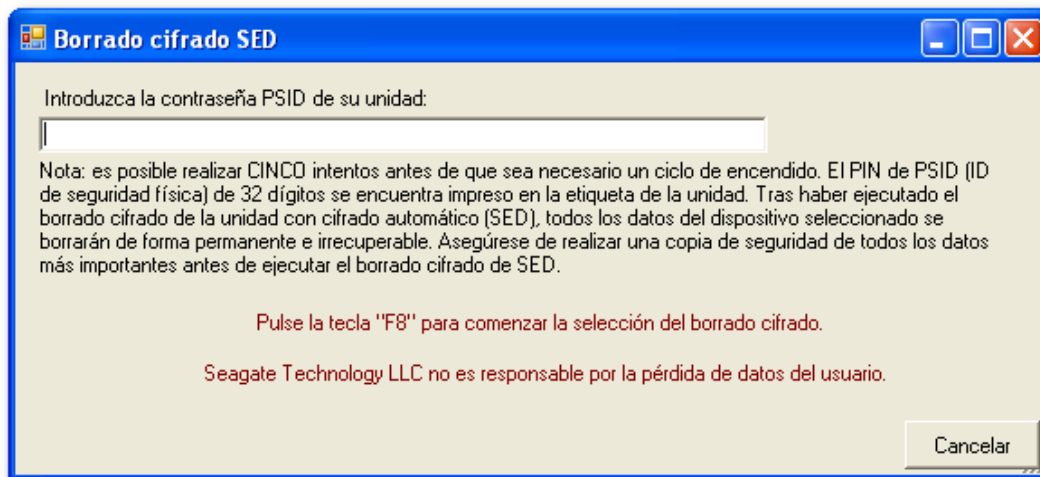 Borrado cifrado SED
Introduzca la contraseña PSID de su unidad:
Nota: es posible realizar CINCO intentos antes de que sea necesario un ciclo de encendido. El PIN de PSID (ID
de seguridad física) de 32 dígitos se encuentra impreso en la etiqueta de la unidad. Tras haber ejecutado el
borrado cifrado de la unidad con cifrado automático (SED), todos los datos del dispositivo seleccionado se
borrarán de forma permanente e irrecuperable. Asegúrese de realizar una copia de seguridad de todos los datos
más importantes antes de ejecutar el borrado cifrado de SED.
Pulse la tecla "F8" para comenzar la selección del borrado cifrado.
Seagate Technology LLC no es responsable por la pérdida de datos del usuario.
Cancelar